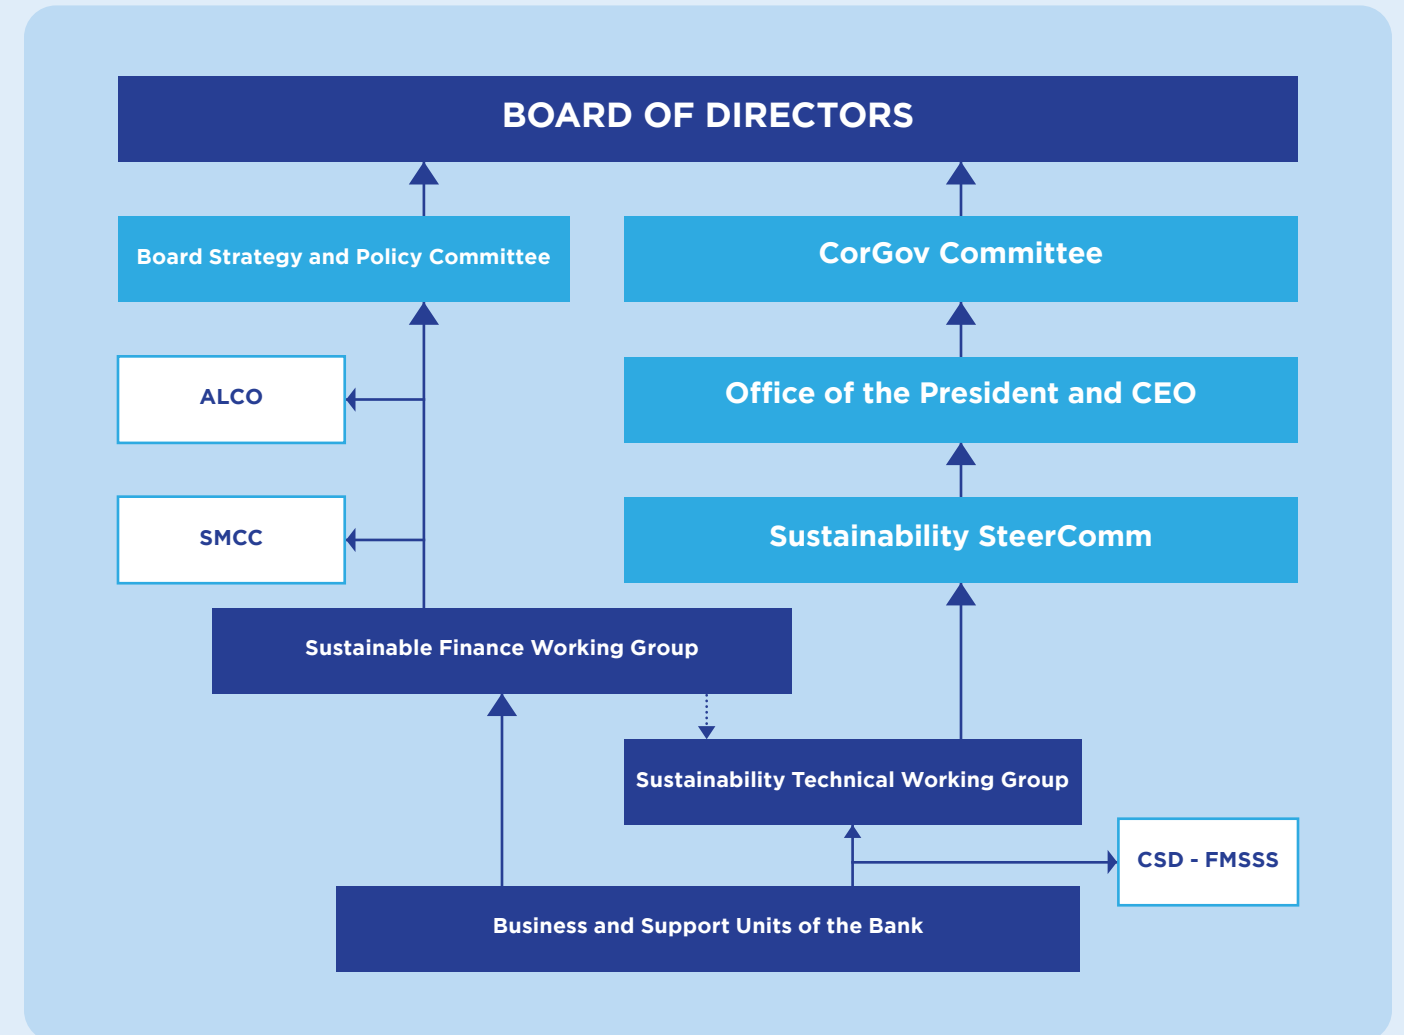 BOARD OF DIRECTORS
Board Strategy and Policy Committee
CorGov Committee
ALCO
Office of the President and CEO
SMCC
Sustainability SteerComm
Sustainable Finance Working Group
Sustainability Technical Working Group
CSD - FMSSS
Business and Support Units of the Bank